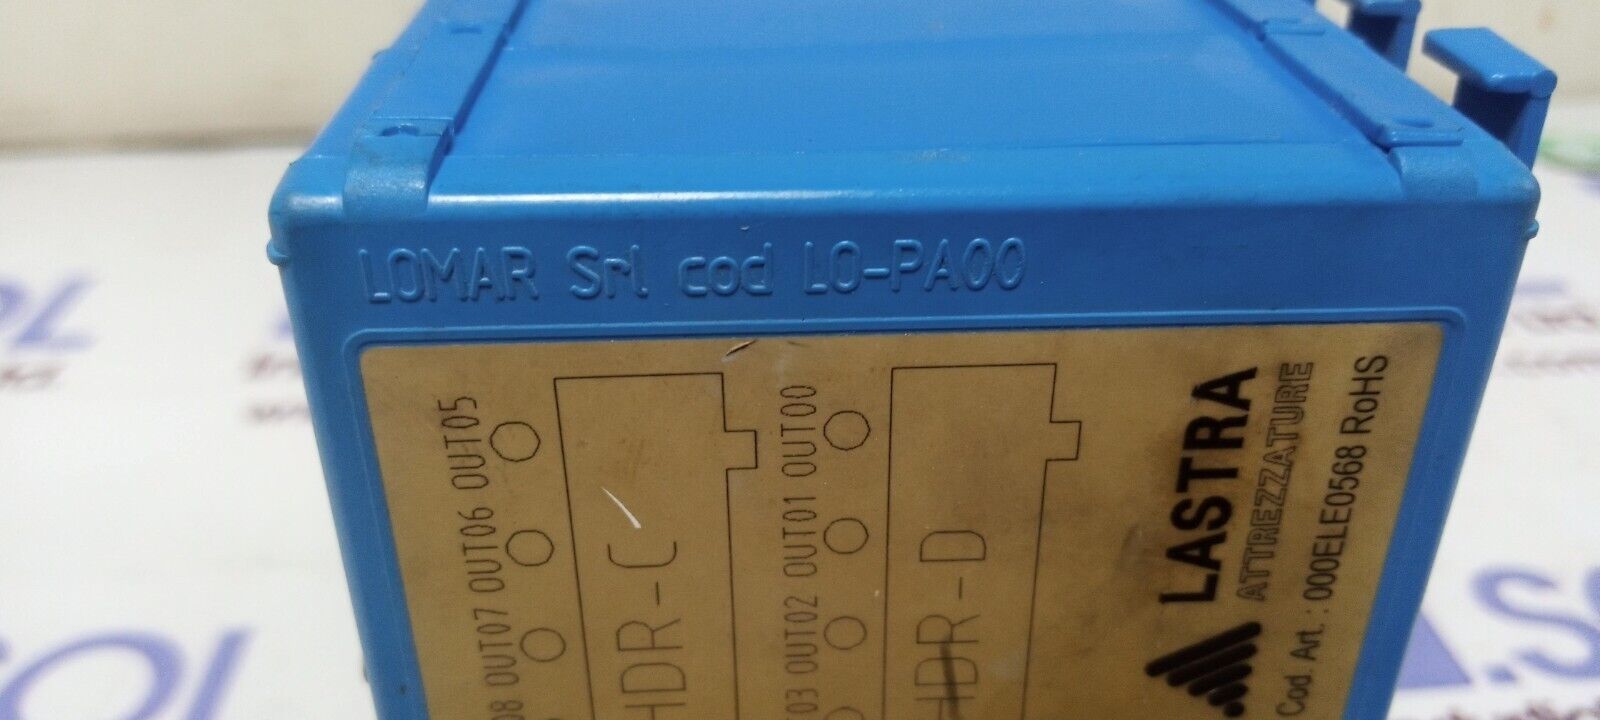 LOMAR Srl cod LO-PA00
OUT07 OUT06 OUT05
HDR-C
OUT02 OUT01 OUT00
HDR-D
LASTRA
ATTREZZATURE
Cod. Art.: 000ELE0568 RoHS